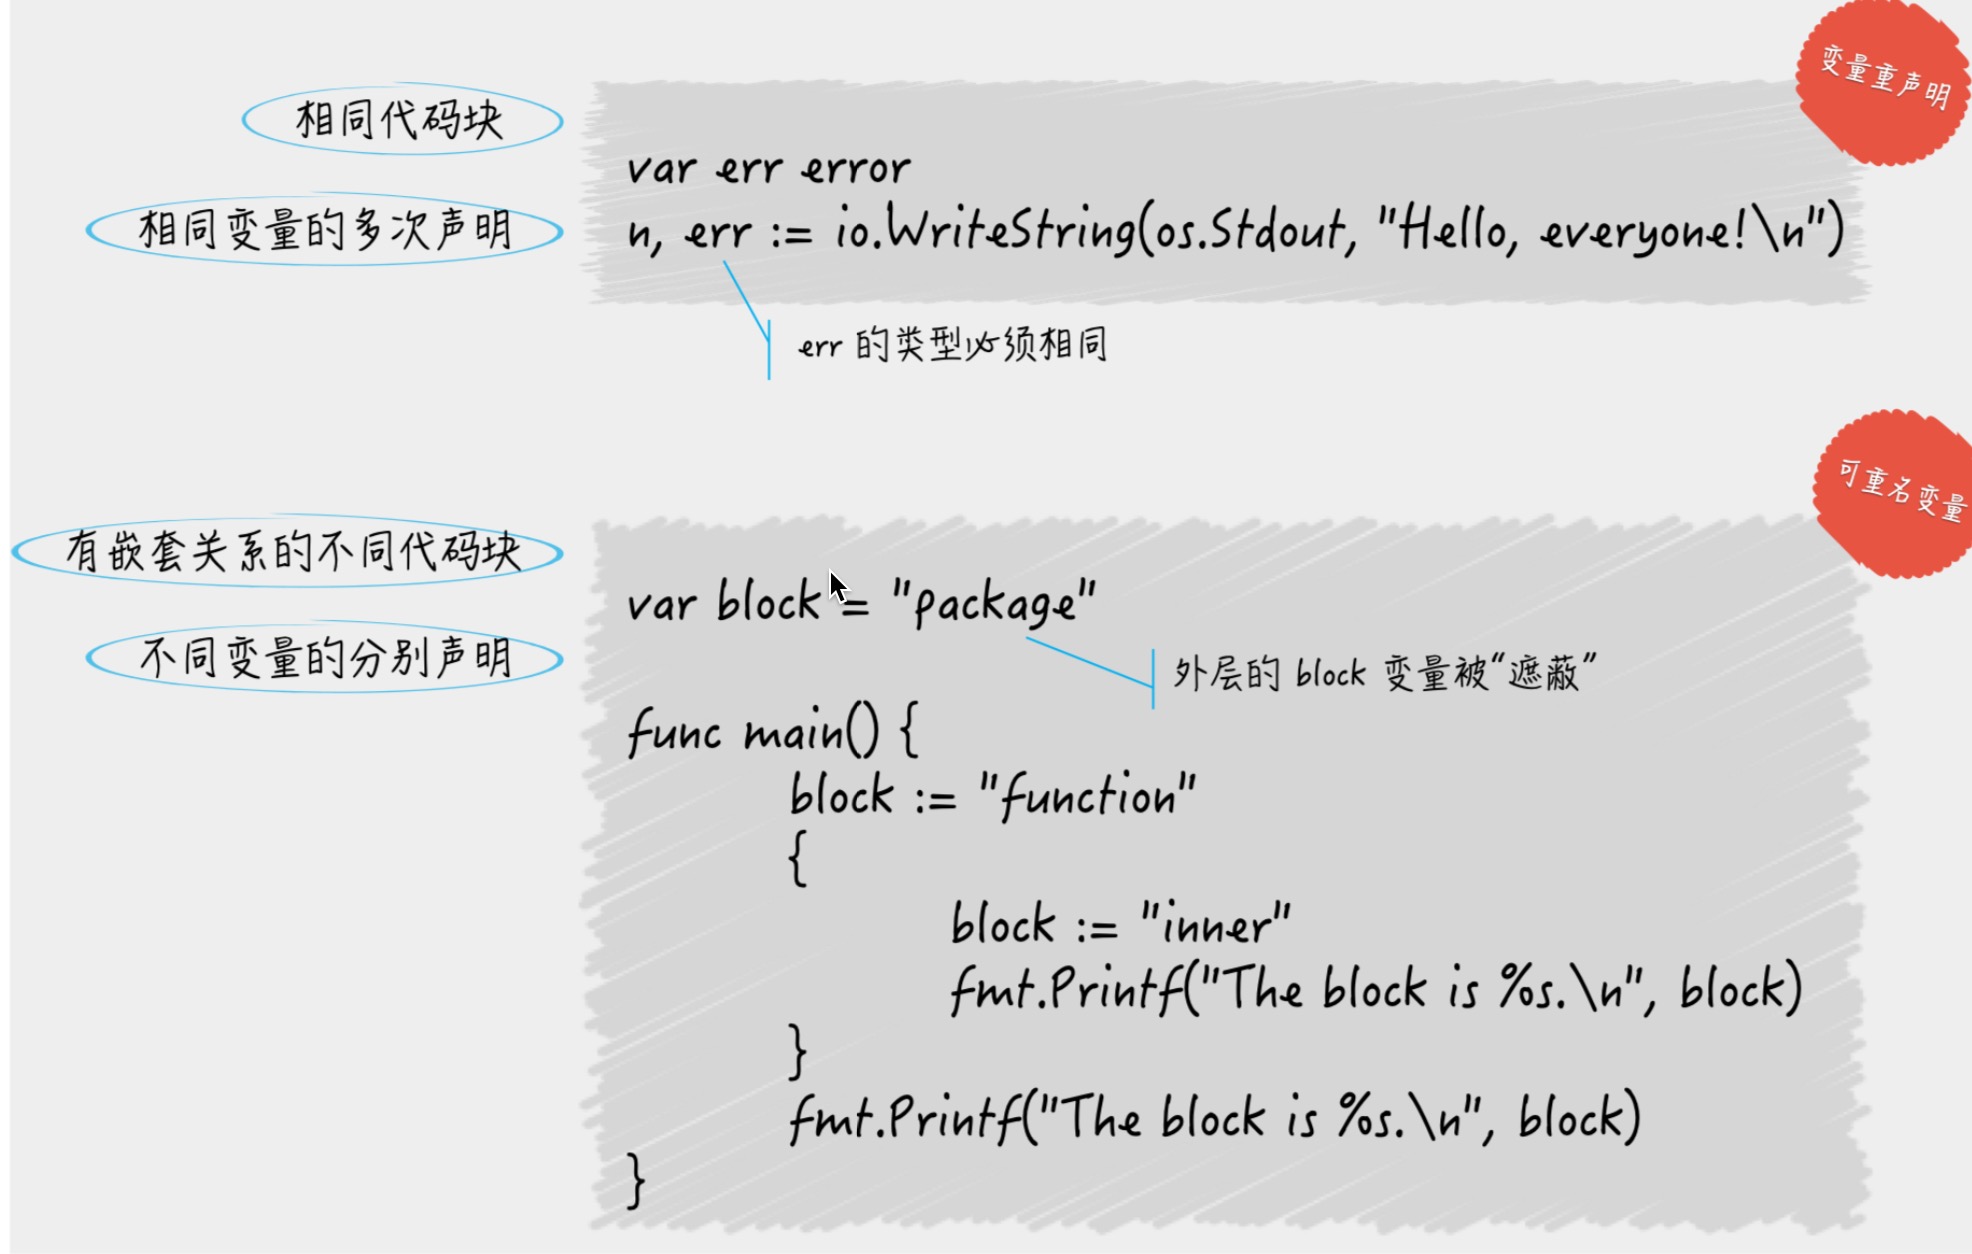 变量重声明
相同代码块
相同变量的多次声明
var err error
n, err := io.WriteString(os.Stdout, "Hello, everyone!\n")
err 的类型必须相同
可重名变量
有嵌套关系的不同代码块
不同变量的分别声明
var block = "package"
外层的 block 变量被“遮蔽”
func main() {
block := "function"
{
block := "inner"
fmt.Printf("The block is %s.\n", block)
}
fmt.Printf("The block is %s.\n", block)
}